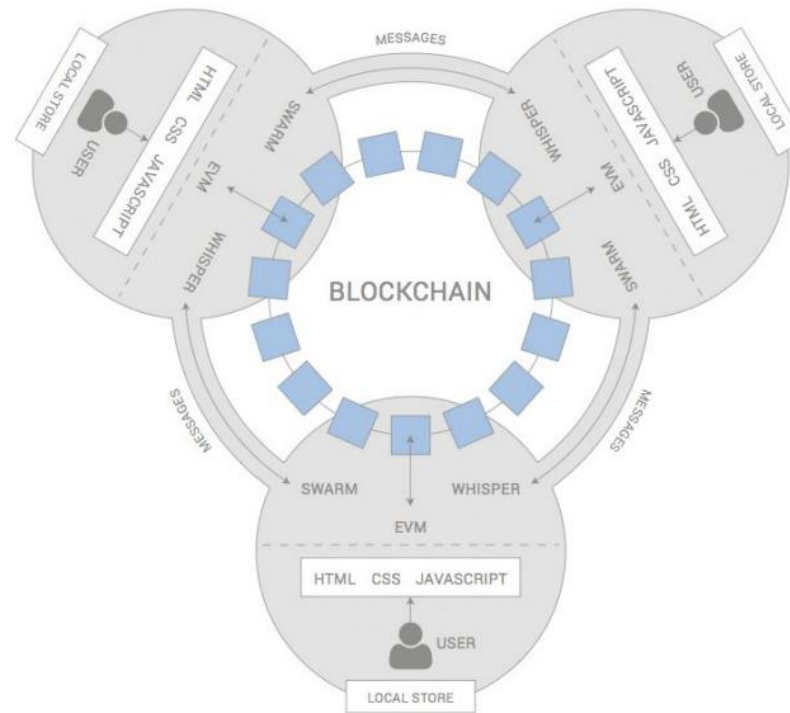 MESSAGES
LOCAL STORE
USER
HTML CSS JAVASCRIPT
SWARM
EVM
WHISPER
LOCAL STORE
USER
HTML CSS JAVASCRIPT
WHISPER
EVM
SWARM
BLOCKCHAIN
MESSAGES
MESSAGES
SWARM
WHISPER
EVM
HTML CSS JAVASCRIPT
USER
LOCAL STORE